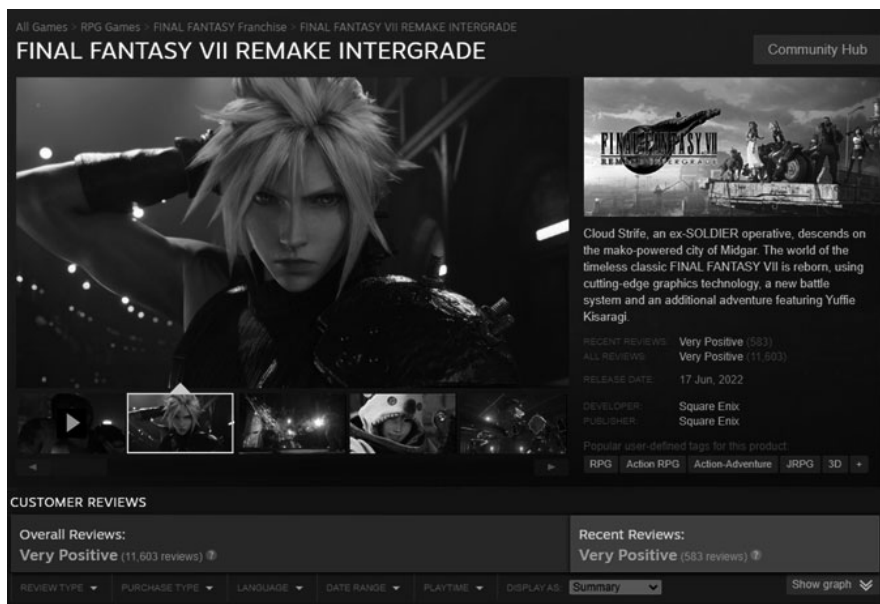 All Games > RPG Games > FINAL FANTASY Franchise > FINAL FANTASY VII REMAKE INTERGRADE
FINAL FANTASY VII REMAKE INTERGRADE
Community Hub
FINAL FANTASY VII
REMAKE INTERGRADE
Cloud Strife, an ex-SOLDIER operative, descends on
the mako-powered city of Midgar. The world of the
timeless classic FINAL FANTASY VII is reborn, using
cutting-edge graphics technology, a new battle
system and an additional adventure featuring Yuffie
Kisaragi.
RECENT REVIEWS: Very Positive (583)
ALL REVIEWS: Very Positive (11,603)
RELEASE DATE: 17 Jun, 2022
DEVELOPER: Square Enix
PUBLISHER: Square Enix
Popular user-defined tags for this product:
RPG Action RPG Action-Adventure JRPG 3D +
CUSTOMER REVIEWS
Overall Reviews:
Very Positive (11,603 reviews) ?
Recent Reviews:
Very Positive (583 reviews) ?
REVIEW TYPE PURCHASE TYPE LANGUAGE DATE RANGE PLAYTIME DISPLAY AS: Summary Show graph